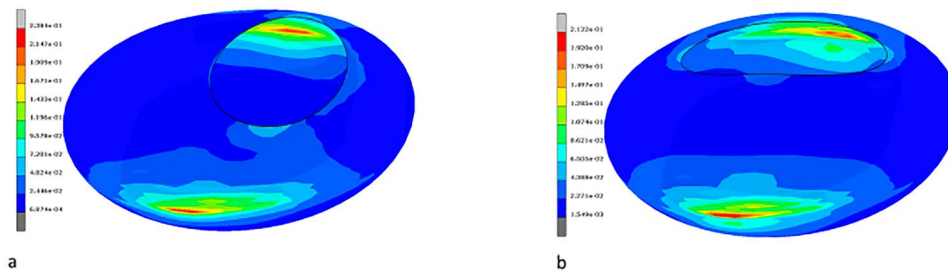 2.384e-01
2.147e-01
1.909e-01
1.671e-01
1.433e-01
1.196e-01
9.578e-02
7.201e-02
4.824e-02
2.446e-02
6.874e-04
a
2.122e-01
1.920e-01
1.709e-01
1.497e-01
1.285e-01
1.074e-01
8.621e-02
6.505e-02
4.388e-02
2.271e-02
1.549e-03
b